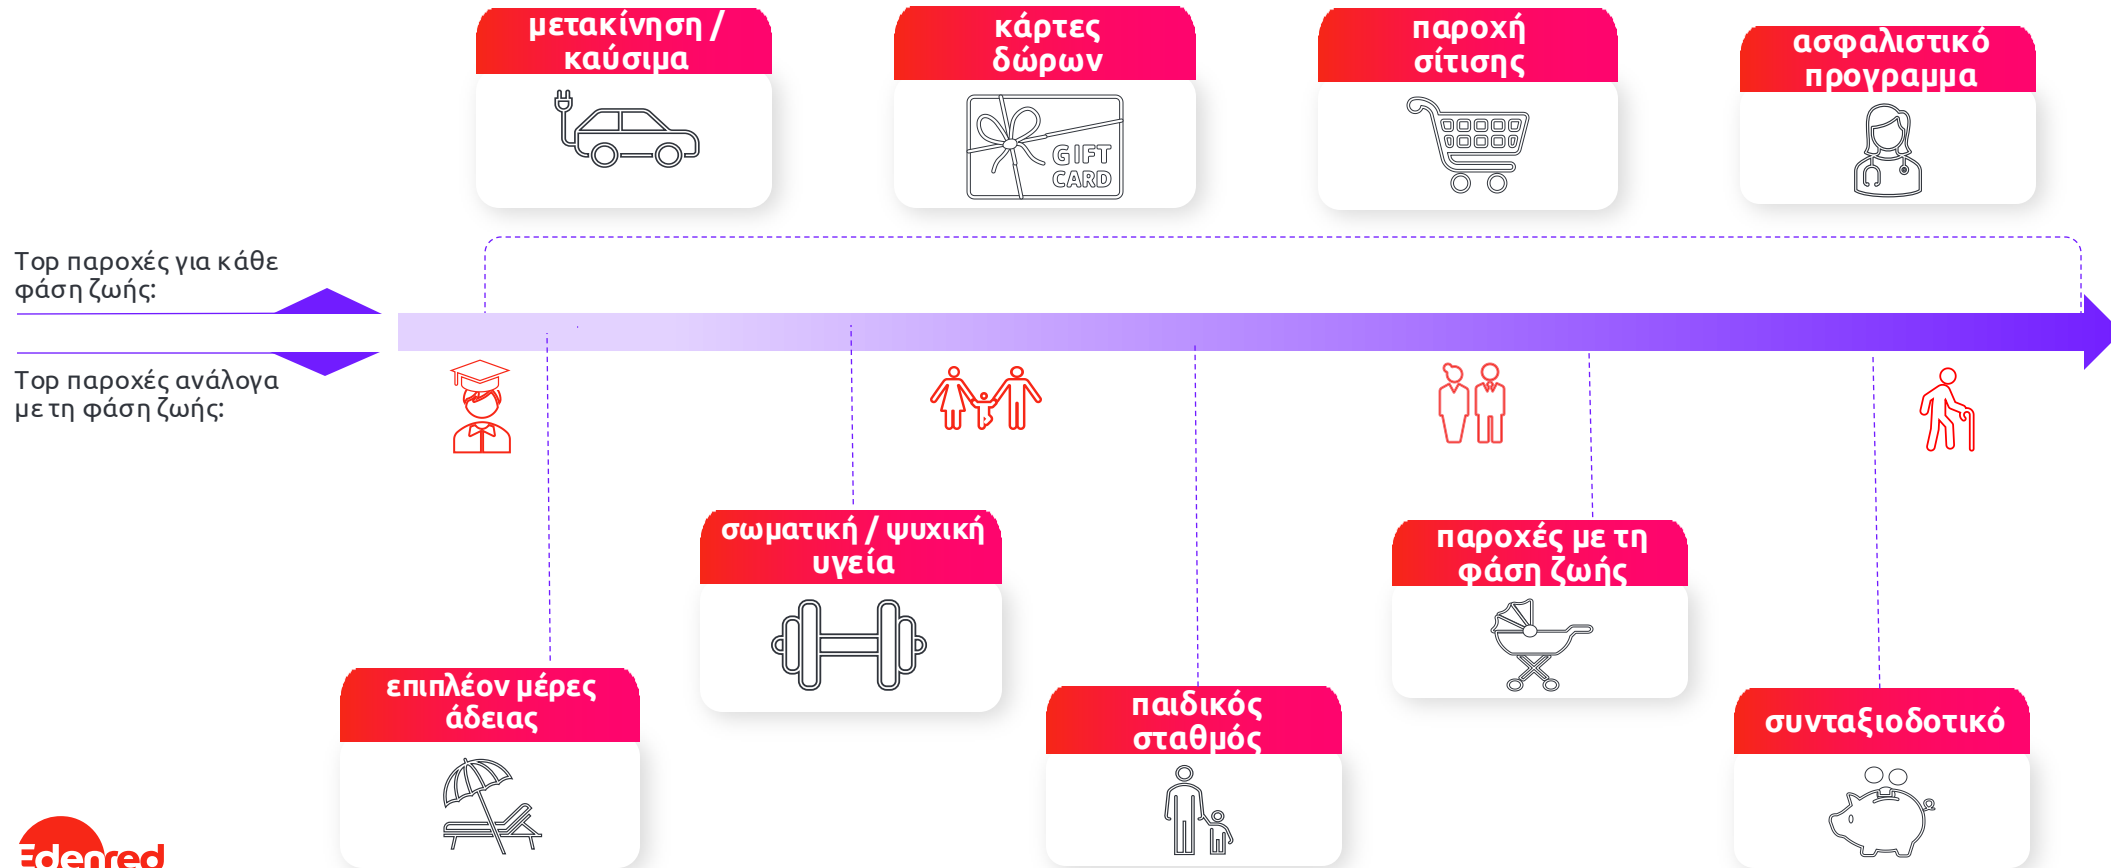 μετακίνηση /
καύσιμα
κάρτες
δώρων
παροχή
σίτισης
ασφαλιστικό
προγραμμα
GIFT
CARD
Top παροχές για κάθε
φάση ζωής:
Top παροχές ανάλογα
με τη φάση ζωής:
σωματική / ψυχική
υγεία
παροχές με τη
φάση ζωής
επιπλέον μέρες
άδειας
παιδικός
σταθμός
συνταξιοδοτικό
Edenred